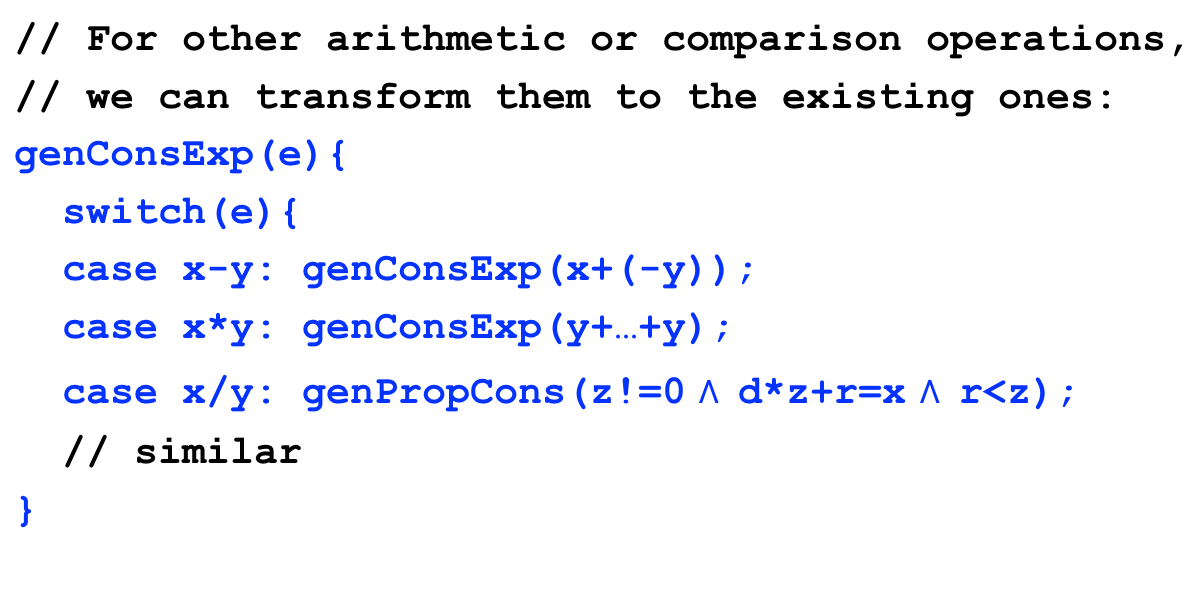 // For other arithmetic or comparison operations,
// we can transform them to the existing ones:
genConsExp(e){
  switch(e){
  case x-y: genConsExp(x+(-y));
  case x*y: genConsExp(y+…+y);
  case x/y: genPropCons(z!=0 ∧ d*z+r=x ∧ r<z);
  // similar
}